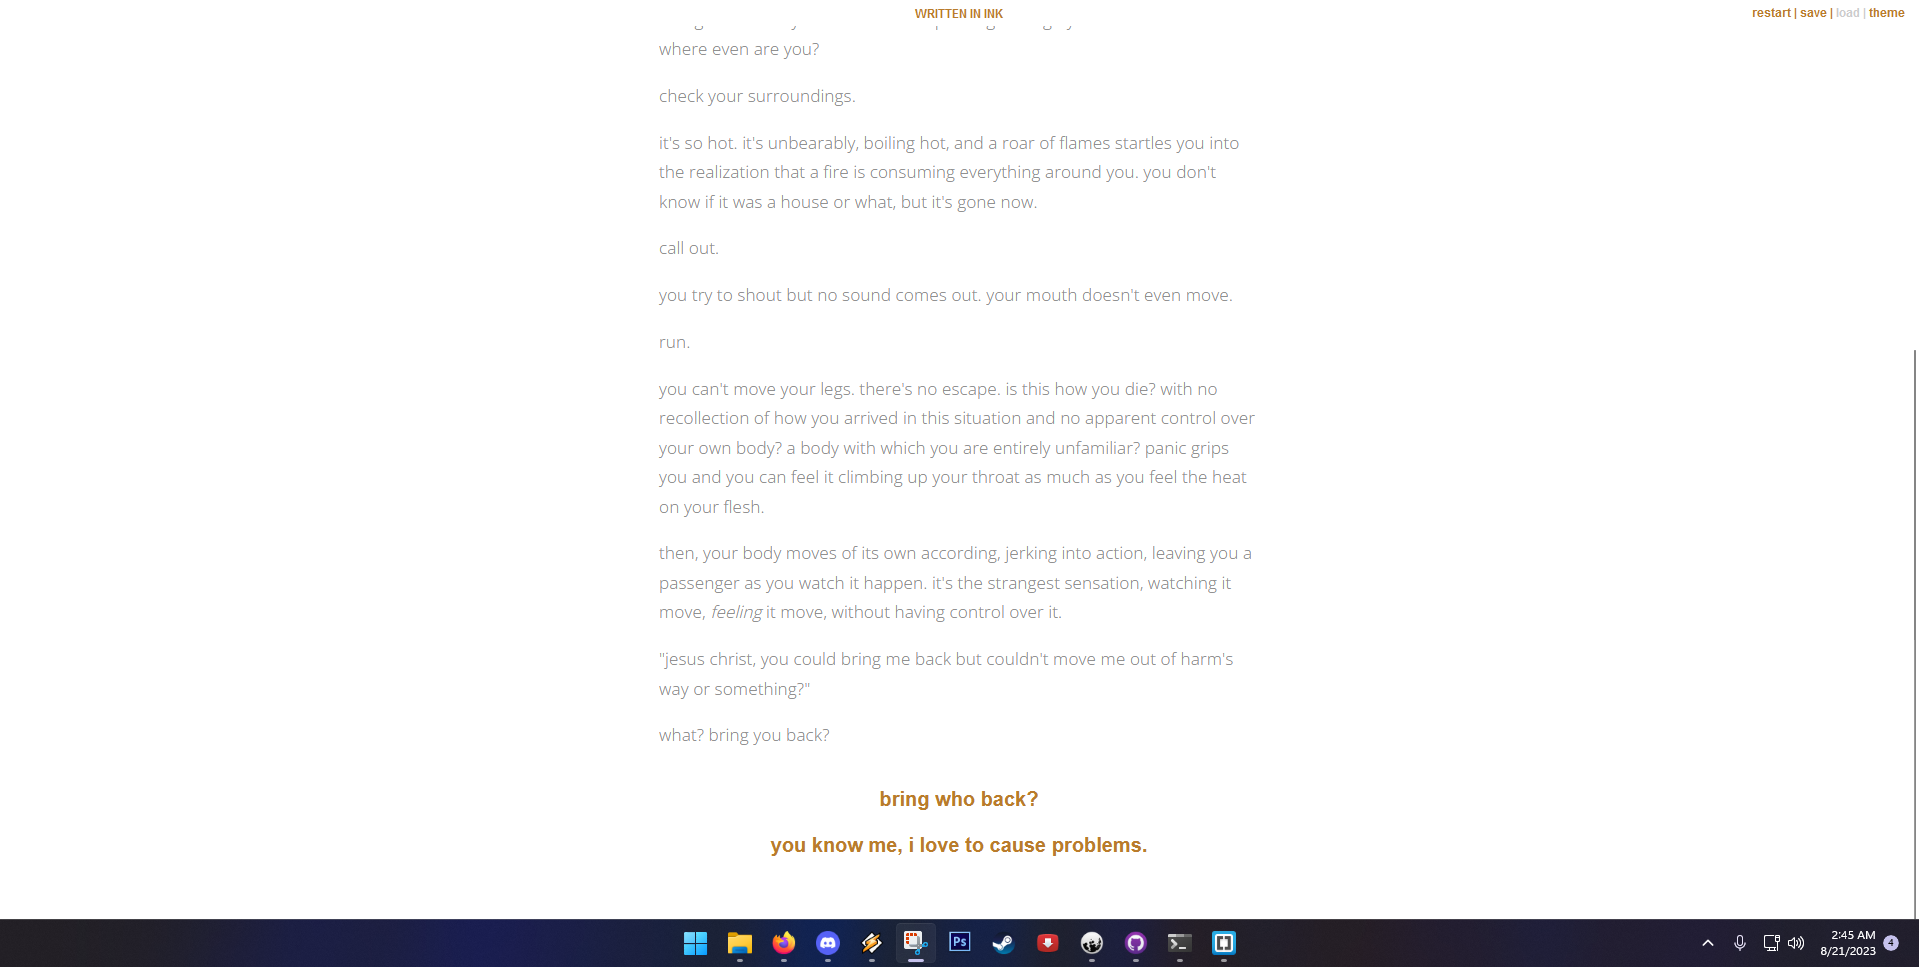 WRITTEN IN INK
restart | save | load | theme
where even are you?
check your surroundings.
it's so hot. it's unbearably, boiling hot, and a roar of flames startles you into
the realization that a fire is consuming everything around you. you don't
know if it was a house or what, but it's gone now.
call out.
you try to shout but no sound comes out. your mouth doesn't even move.
run.
you can't move your legs. there's no escape. is this how you die? with no
recollection of how you arrived in this situation and no apparent control over
your own body? a body with which you are entirely unfamiliar? panic grips
you and you can feel it climbing up your throat as much as you feel the heat
on your flesh.
then, your body moves of its own according, jerking into action, leaving you a
passenger as you watch it happen. it's the strangest sensation, watching it
move, feeling it move, without having control over it.
"jesus christ, you could bring me back but couldn't move me out of harm's
way or something?"
what? bring you back?
bring who back?
you know me, i love to cause problems.
Ps
2:45 AM
8/21/2023
4